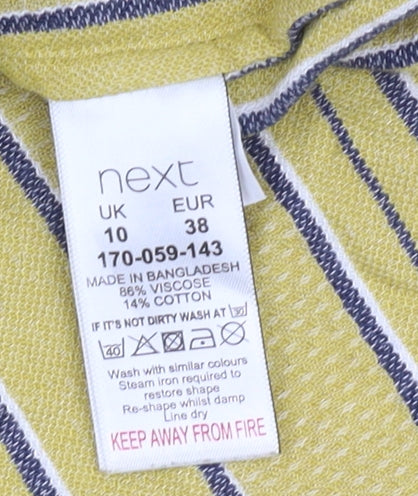 next
UK EUR
10 38
170-059-143
MADE IN BANGLADESH
86% VISCOSE
14% COTTON
IF IT'S NOT DIRTY WASH AT 30
40
Wash with similar colours
Steam iron required to
restore shape
Re-shape whilst damp
Line dry
KEEP AWAY FROM FIRE